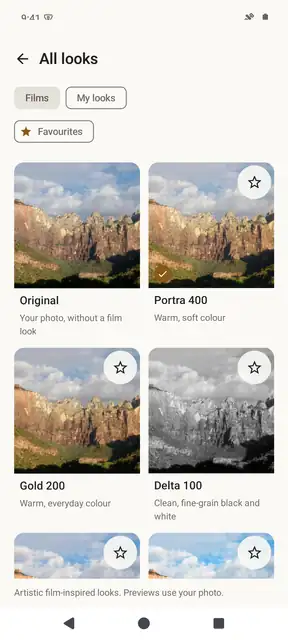 9:41
All looks
Films
My looks
Favourites
Original
Your photo, without a film
look
Portra 400
Warm, soft colour
Gold 200
Warm, everyday colour
Delta 100
Clean, fine-grain black and
white
Artistic film-inspired looks. Previews use your photo.